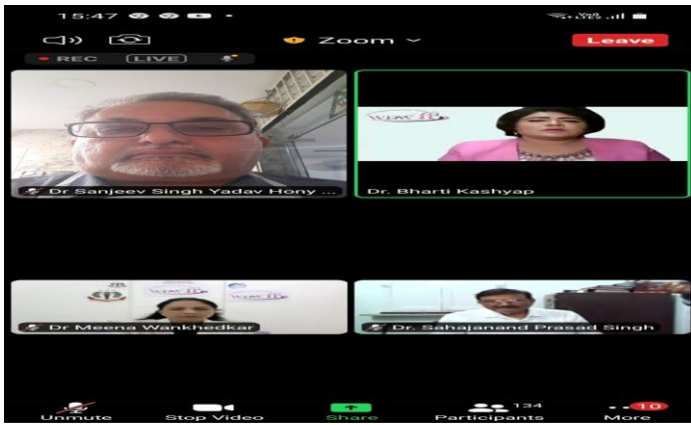 15:47
Zoom
Leave
REC LIVE
Dr Sanjeev Singh Yadav Hony ...
Dr. Bharti Kashyap
Dr Meena Wankhedkar
Dr. Sahajanand Prasad Singh
134
10
Unmute Stop Video Share Participants More